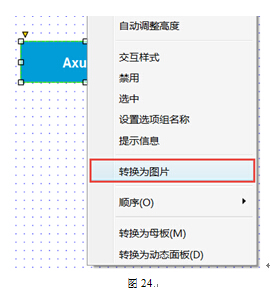 自动调整高度
Axu
交互样式
禁用
选中
设置选项组名称
提示信息
转换为图片
顺序(O)
转换为母板(M)
转换为动态面板(D)
图 24.